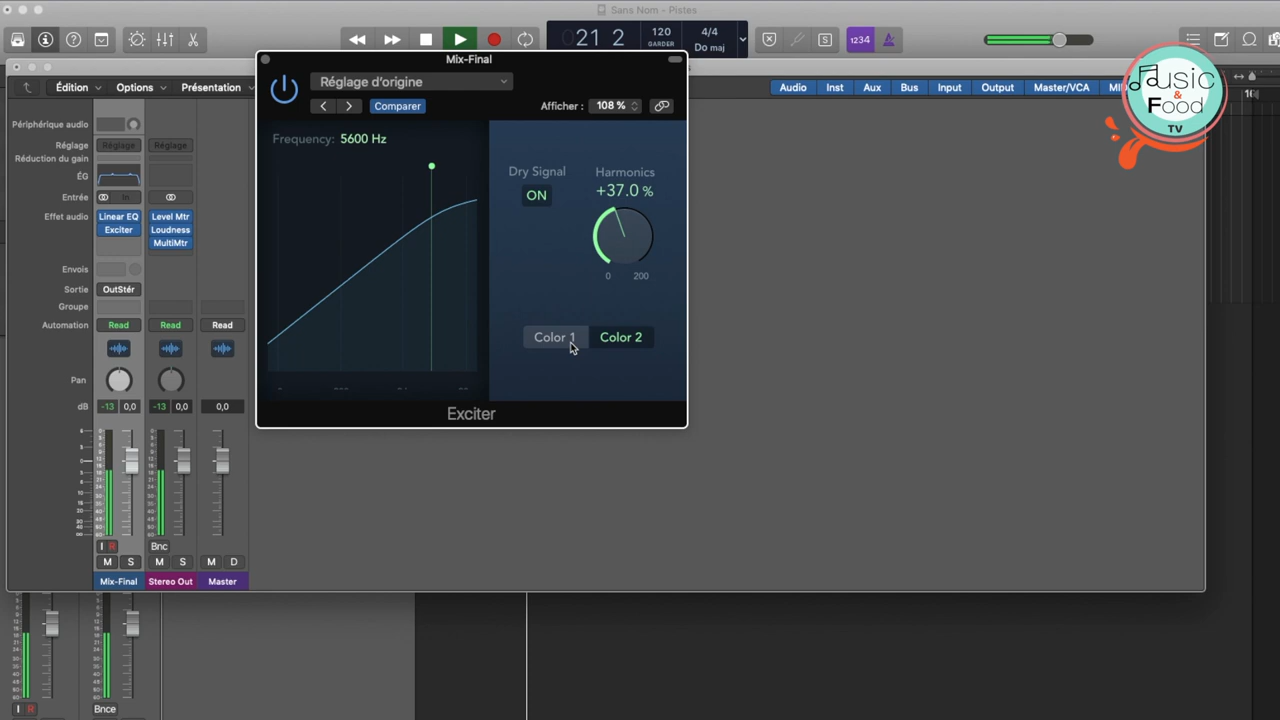 Sans Nom - Pistes
21 2
120
GARDER
4/4
Do maj
1234
Music
& Food
TV
Mix-Final
Réglage d'origine
Comparer
Afficher : 108 %
Frequency: 5600 Hz
Dry Signal
ON
Harmonics
+37.0 %
0 200
Color 1 Color 2
Exciter
Édition Options Présentation
Audio Inst Aux Bus Input Output Master/VCA
Périphérique audio
Réglage Réglage Réglage
Réduction du gain
ÉG
Entrée
Effet audio Linear EQ Level Mtr
Exciter Loudness
MultiMtr
Envois
Sortie OutStér
Groupe
Automation Read Read Read
Pan
dB -13 0,0 -13 0,0 0,0
I R Bnc
M S M S M D
Mix-Final Stereo Out Master
I R Bnce